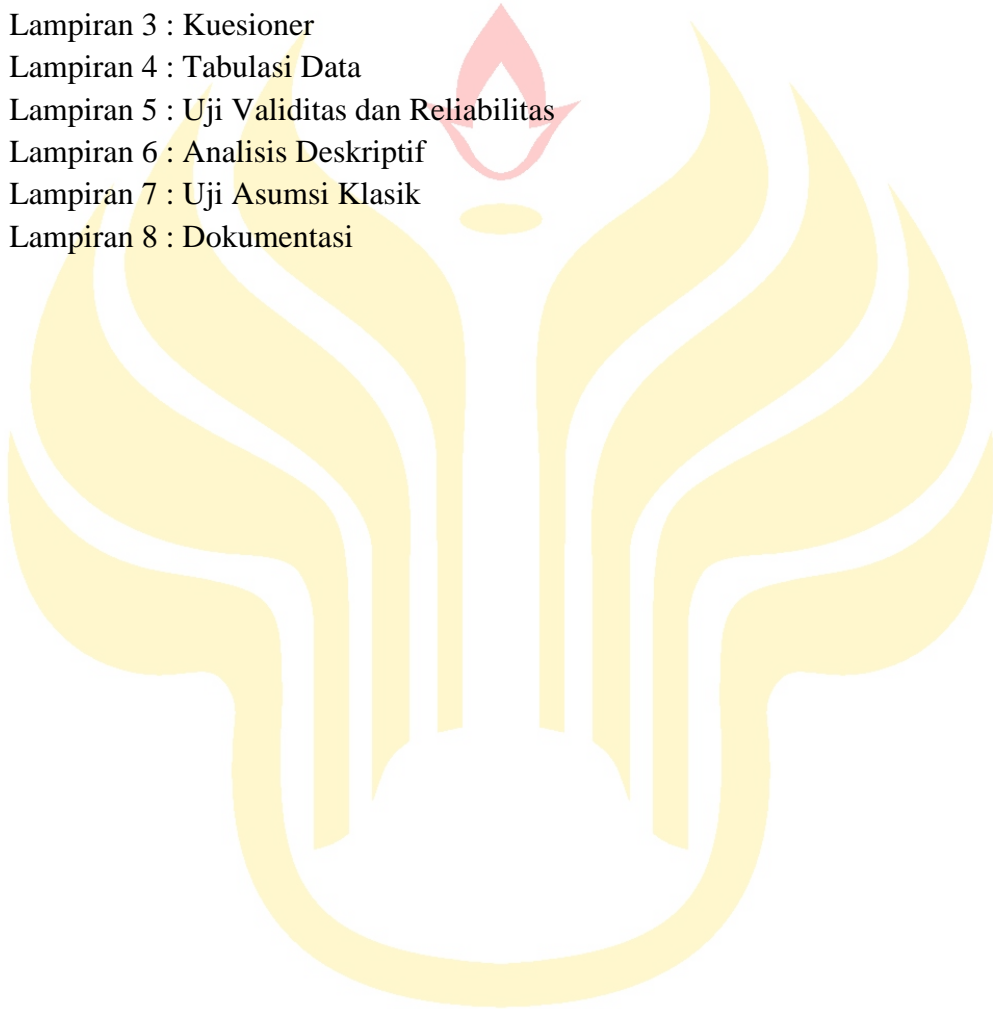 Lampiran 3 : Kuesioner
Lampiran 4 : Tabulasi Data
Lampiran 5 : Uji Validitas dan Reliabilitas
Lampiran 6 : Analisis Deskriptif
Lampiran 7 : Uji Asumsi Klasik
Lampiran 8 : Dokumentasi